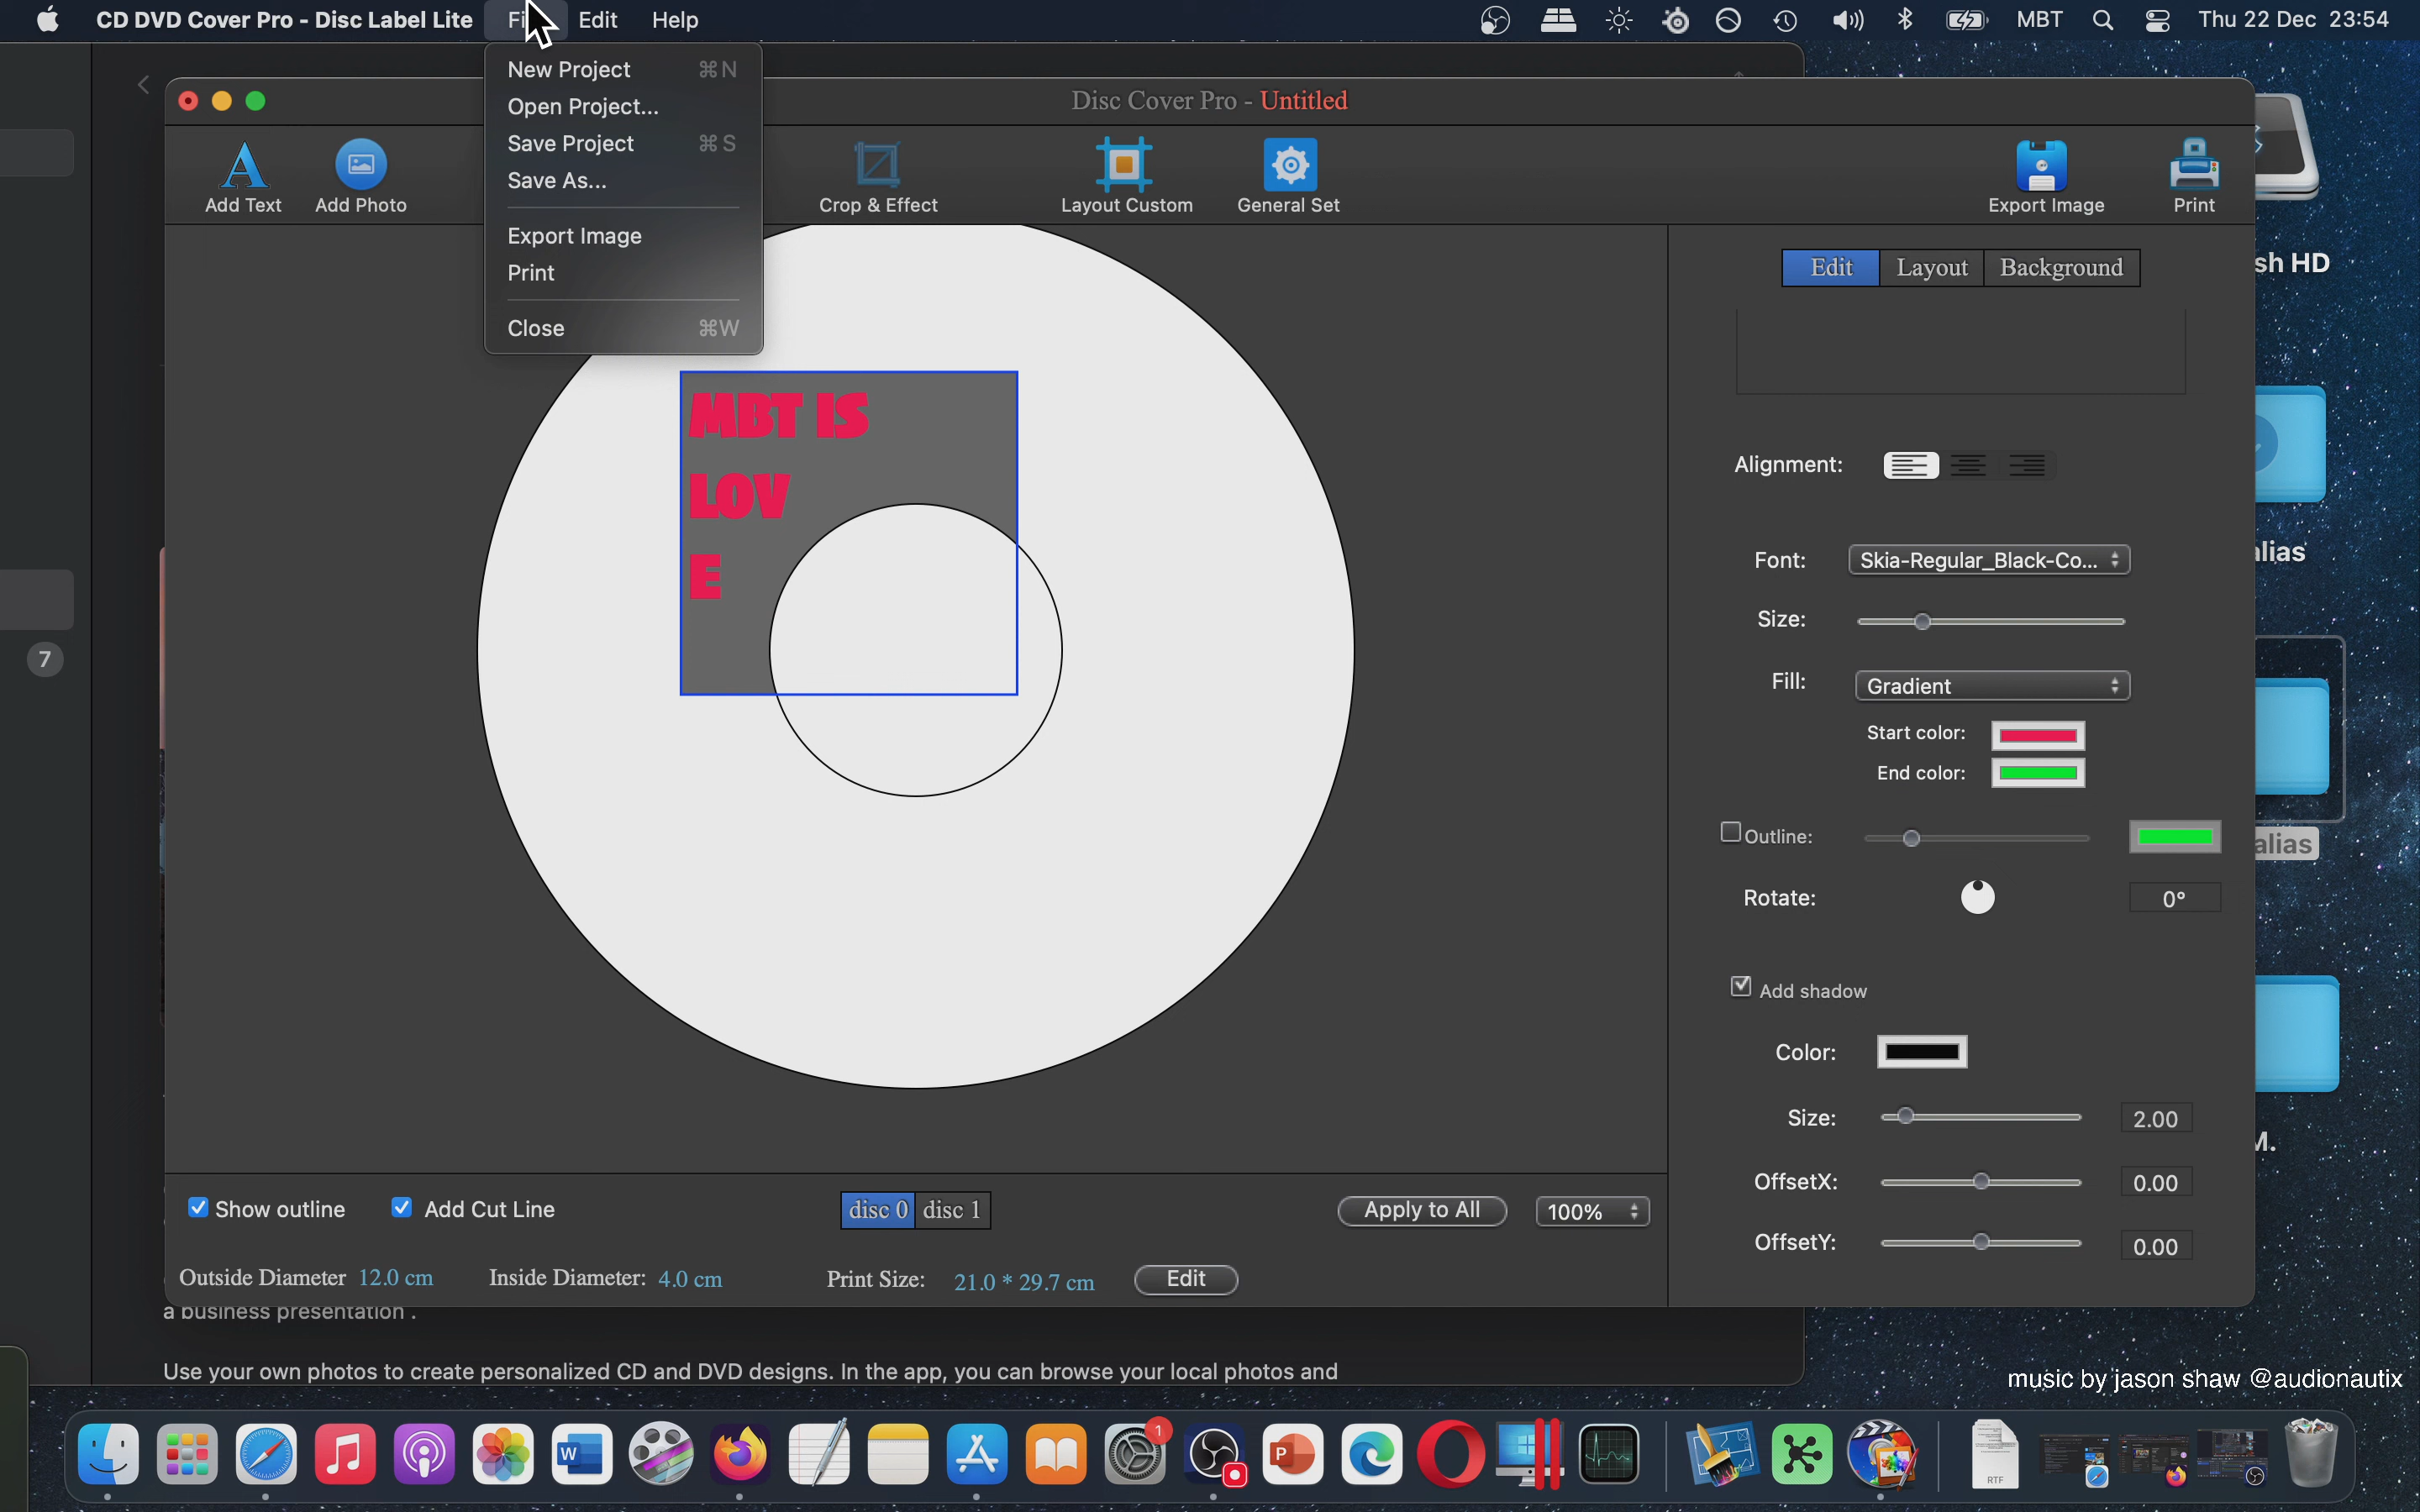 CD DVD Cover Pro - Disc Label Lite Edit Help MBT Thu 22 Dec 23:54
New Project ⌘N
Open Project...
Save Project ⌘S
Save As...
Export Image
Print
Close ⌘W
Disc Cover Pro - Untitled
Add Text Add Photo Crop & Effect Layout Custom General Set Export Image Print
Edit Layout Background
MBT IS
LOV
E
Alignment:
Font: Skia-Regular_Black-Co...
Size:
Fill: Gradient
Start color:
End color:
Outline:
Rotate: 0°
Add shadow
Color:
Size: 2.00
OffsetX: 0.00
OffsetY: 0.00
Show outline Add Cut Line disc 0 disc 1 Apply to All 100%
Outside Diameter 12.0 cm Inside Diameter: 4.0 cm Print Size: 21.0 * 29.7 cm Edit
7
sh HD
alias
alias
M.
a business presentation .
Use your own photos to create personalized CD and DVD designs. In the app, you can browse your local photos and
music by jason shaw @audionautix
W
1
P
RTF